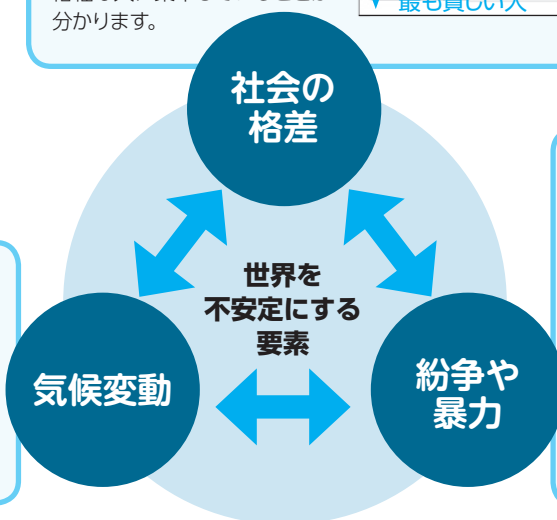 分かります。
最も貧しい人
社会の
格差
世界を
不安定にする
要素
気候変動
紛争や
暴力